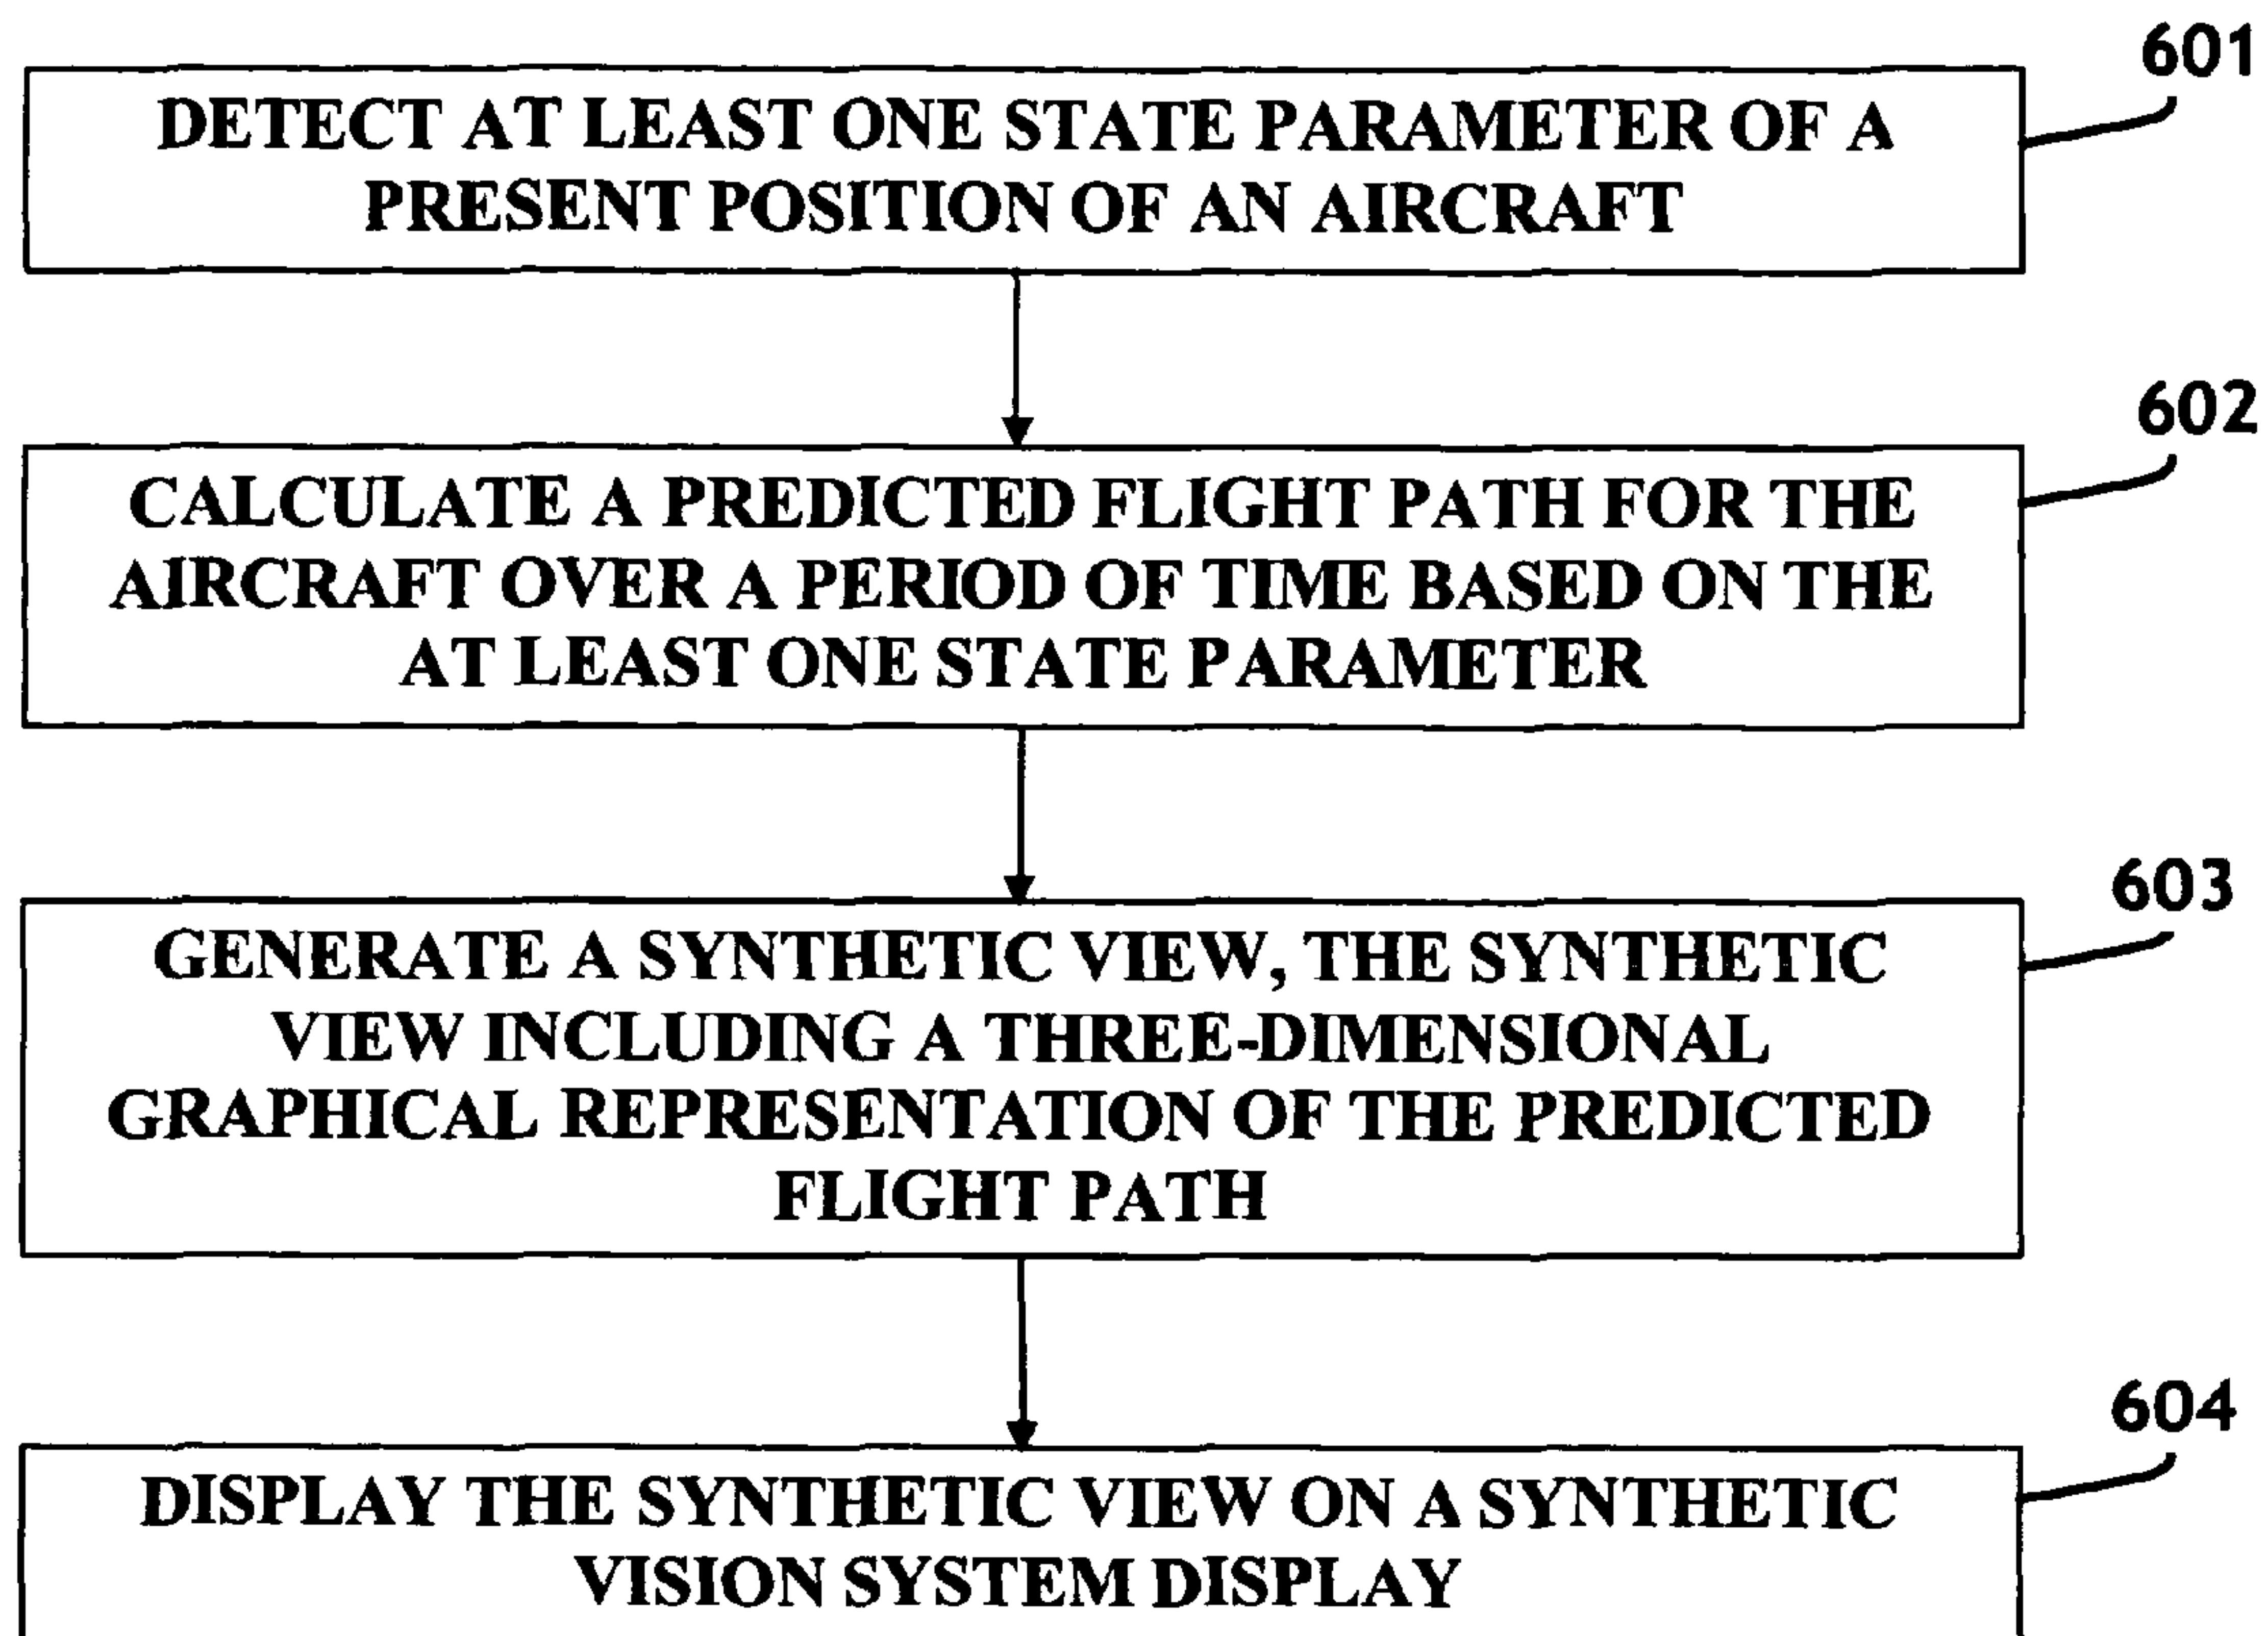 601
DETECT AT LEAST ONE STATE PARAMETER OF A
PRESENT POSITION OF AN AIRCRAFT
602
CALCULATE A PREDICTED FLIGHT PATH FOR THE
AIRCRAFT OVER A PERIOD OF TIME BASED ON THE
AT LEAST ONE STATE PARAMETER
603
GENERATE A SYNTHETIC VIEW, THE SYNTHETIC
VIEW INCLUDING A THREE-DIMENSIONAL
GRAPHICAL REPRESENTATION OF THE PREDICTED
FLIGHT PATH
604
DISPLAY THE SYNTHETIC VIEW ON A SYNTHETIC
VISION SYSTEM DISPLAY